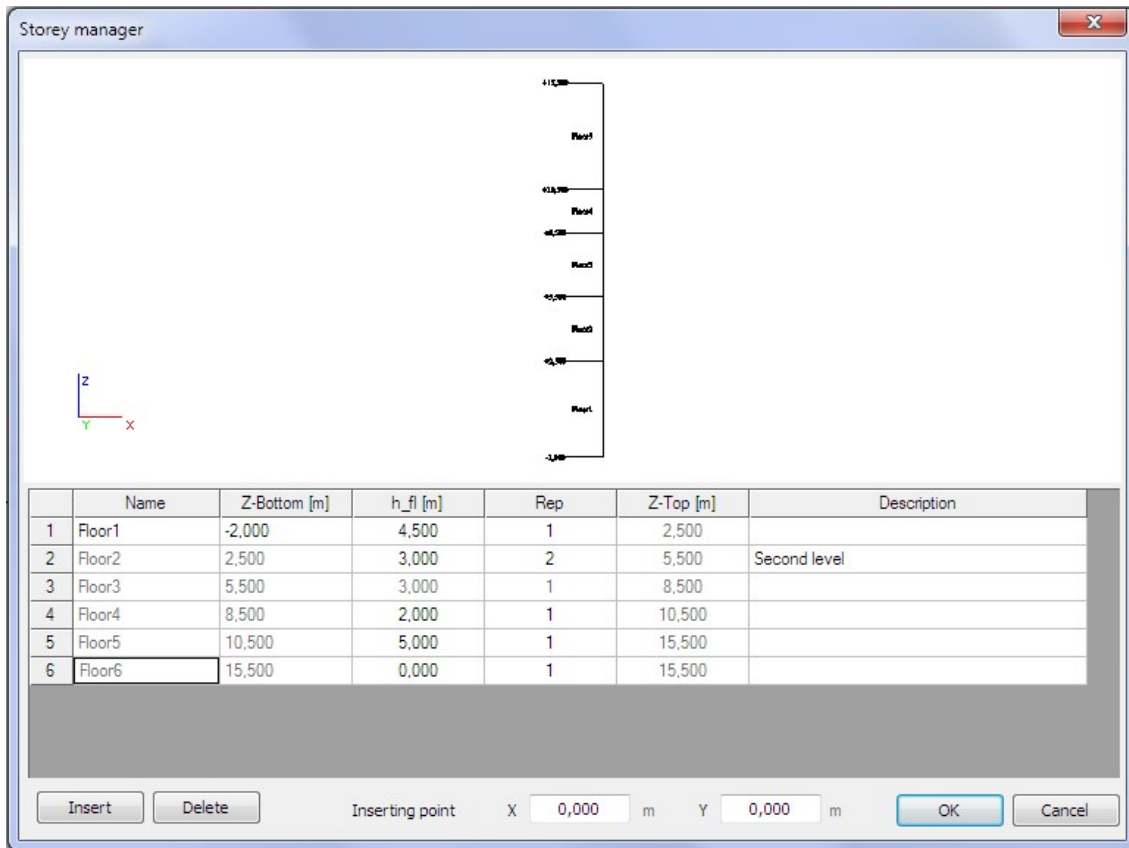 Storey manager
Z
Y X
Name Z-Bottom [m] h_fl [m] Rep Z-Top [m] Description
1 Floor1 -2,000 4,500 1 2,500
2 Floor2 2,500 3,000 2 5,500 Second level
3 Floor3 5,500 3,000 1 8,500
4 Floor4 8,500 2,000 1 10,500
5 Floor5 10,500 5,000 1 15,500
6 Floor6 15,500 0,000 1 15,500
Insert Delete Inserting point X 0,000 m Y 0,000 m OK Cancel